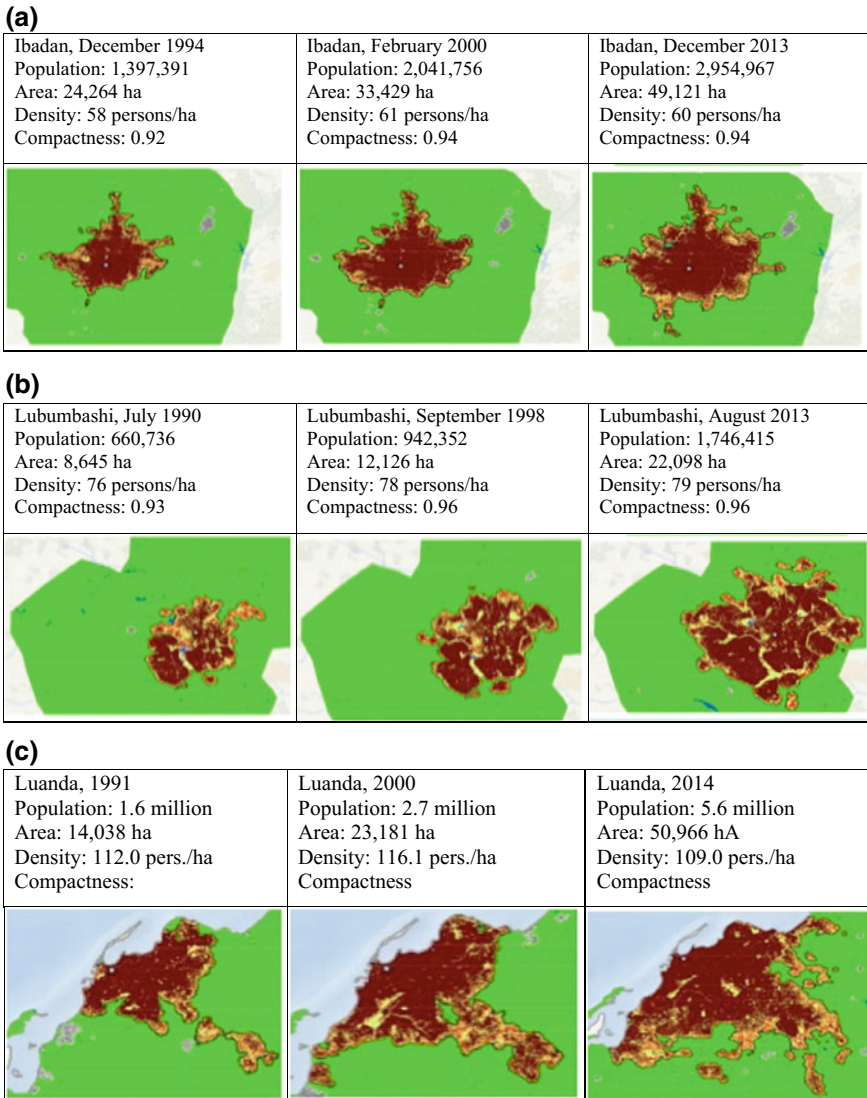 (a)
Ibadan, December 1994
Population: 1,397,391
Area: 24,264 ha
Density: 58 persons/ha
Compactness: 0.92
Ibadan, February 2000
Population: 2,041,756
Area: 33,429 ha
Density: 61 persons/ha
Compactness: 0.94
Ibadan, December 2013
Population: 2,954,967
Area: 49,121 ha
Density: 60 persons/ha
Compactness: 0.94
(b)
Lubumbashi, July 1990
Population: 660,736
Area: 8,645 ha
Density: 76 persons/ha
Compactness: 0.93
Lubumbashi, September 1998
Population: 942,352
Area: 12,126 ha
Density: 78 persons/ha
Compactness: 0.96
Lubumbashi, August 2013
Population: 1,746,415
Area: 22,098 ha
Density: 79 persons/ha
Compactness: 0.96
(c)
Luanda, 1991
Population: 1.6 million
Area: 14,038 ha
Density: 112.0 pers./ha
Compactness:
Luanda, 2000
Population: 2.7 million
Area: 23,181 ha
Density: 116.1 pers./ha
Compactness
Luanda, 2014
Population: 5.6 million
Area: 50,966 hA
Density: 109.0 pers./ha
Compactness